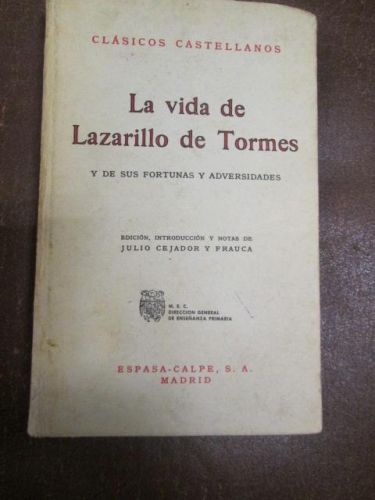 CLÁSICOS CASTELLANOS
La vida de
Lazarillo de Tormes
Y DE SUS FORTUNAS Y ADVERSIDADES
EDICIÓN, INTRODUCCIÓN Y NOTAS DE
JULIO CEJADOR Y FRAUCA
M. E. C.
DIRECCION GENERAL
DE ENSEÑANZA PRIMARIA
ESPASA-CALPE, S. A.
MADRID